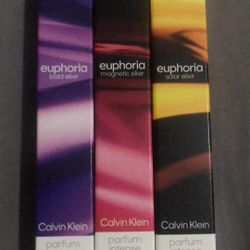 euphoria
bold elixir
Calvin Klein
parfum
euphoria
magnetic elixir
Calvin Klein
parfum
intense
euphoria
solar elixir
Calvin Klein
parfum